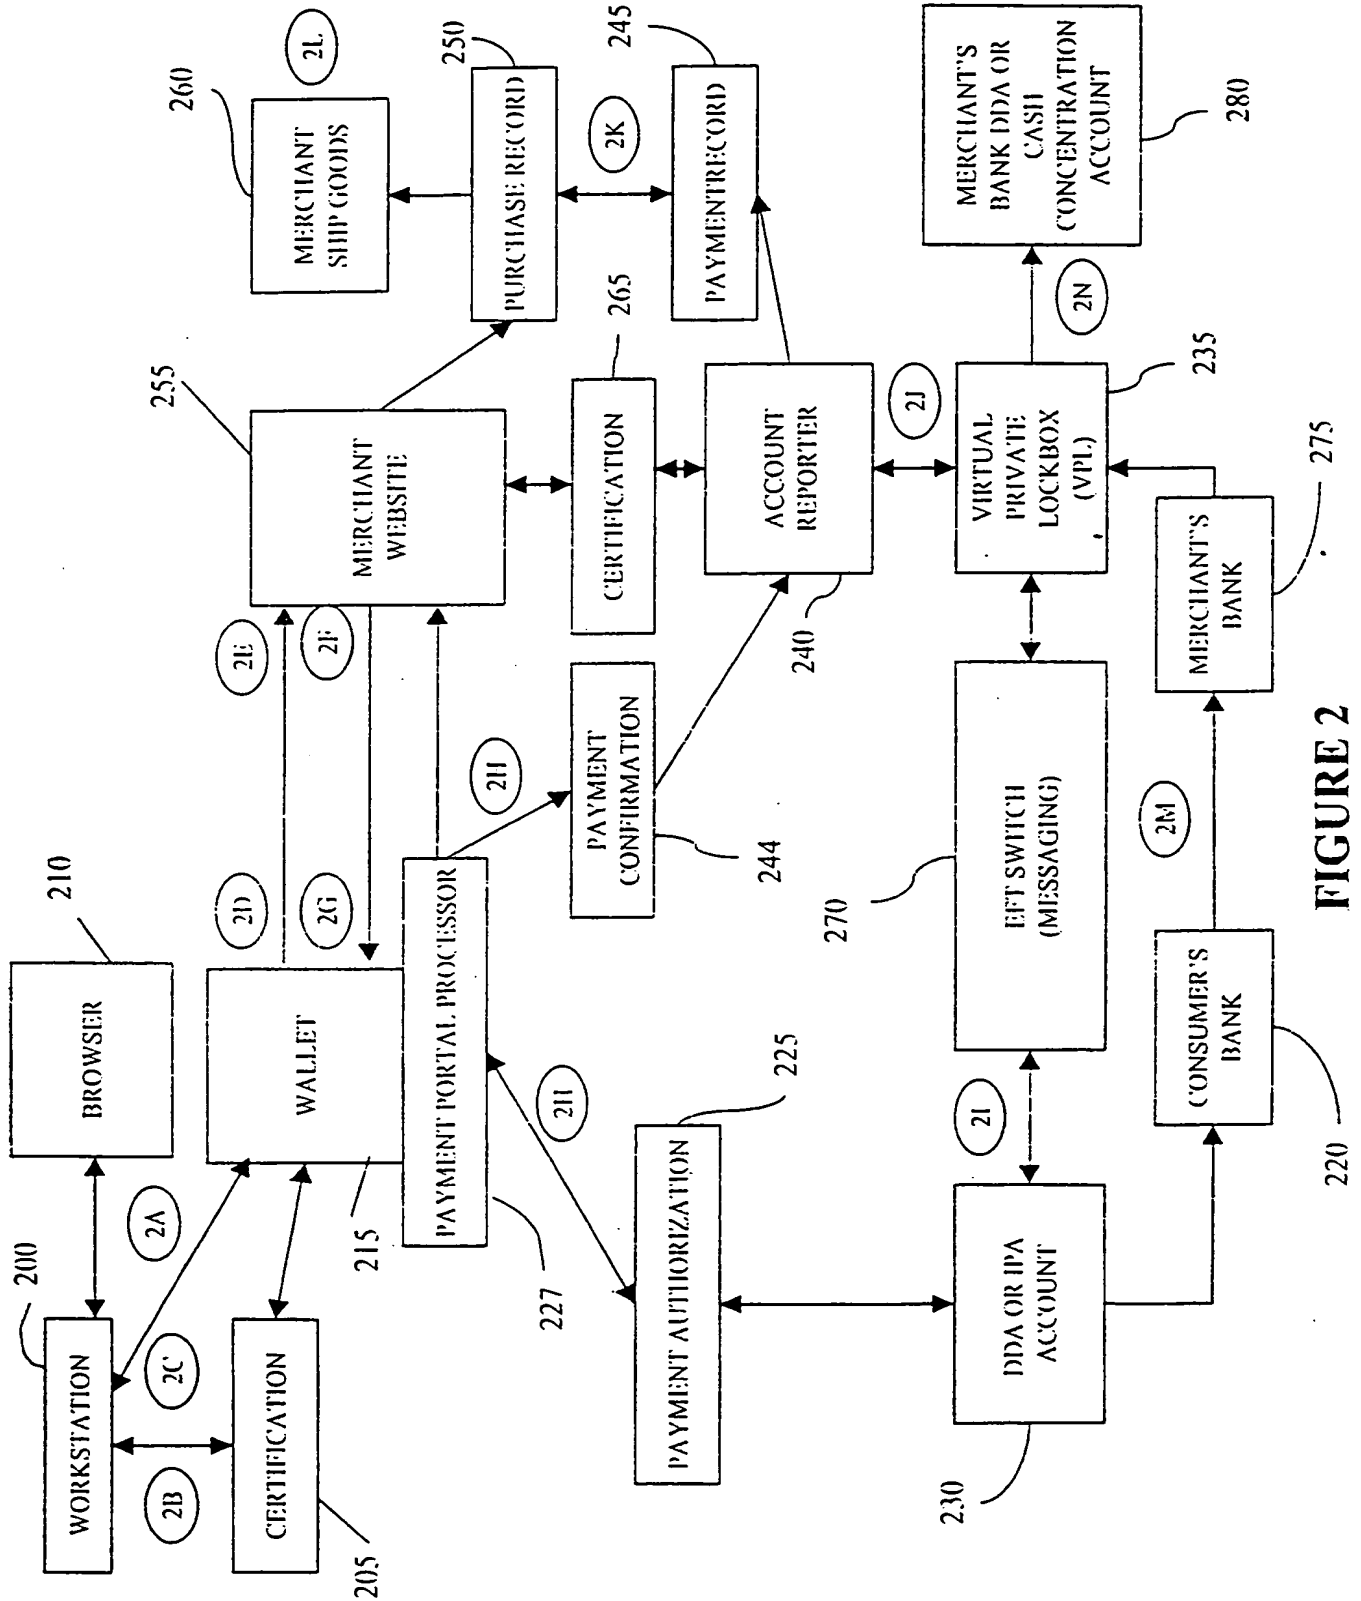 200
WORKSTATION
2A
BROWSER
210
2B
2C
205
CERTIFICATION
215
WALLET
2D
2E
2G
2F
255
MERCHANT
WEBSITE
260
MERCHANT
SHIP GOODS
2L
227
PAYMENT PORTAL PROCESSOR
2H
2H
PAYMENT
CONFIRMATION
244
CERTIFICATION
265
PURCHASE RECORD
250
2K
PAYMENTRECORD
245
225
PAYMENT AUTHORIZATION
240
ACCOUNT
REPORTER
2J
230
DDA OR IPA
ACCOUNT
2I
270
EFT SWITCH
(MESSAGING)
VIRTUAL
PRIVATE
LOCKBOX
(VPL)
235
2N
MERCHANT'S
BANK DDA OR
CASH
CONCENTRATION
ACCOUNT
280
CONSUMER'S
BANK
220
2M
MERCHANT'S
BANK
275
FIGURE 2